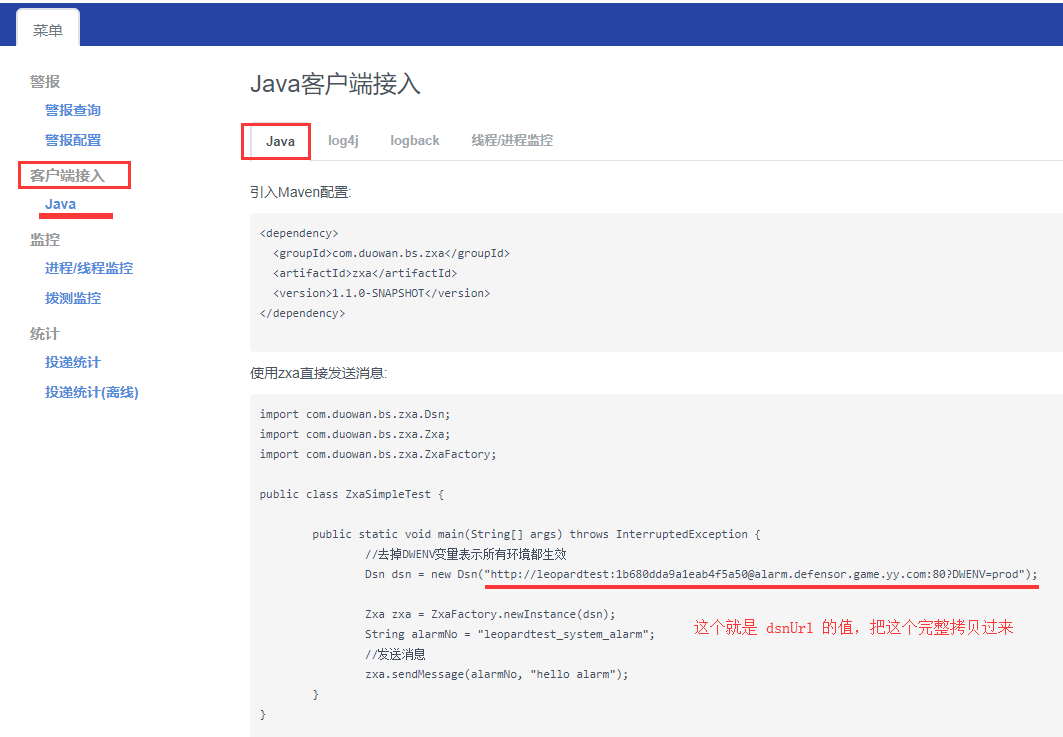 菜单
警报
警报查询
警报配置
客户端接入
Java
监控
进程/线程监控
拨测监控
统计
投递统计
投递统计(离线)
Java客户端接入
Java log4j logback 线程/进程监控
引入Maven配置:
<dependency>
  <groupId>com.duowan.bs.zxa</groupId>
  <artifactId>zxa</artifactId>
  <version>1.1.0-SNAPSHOT</version>
</dependency>
使用zxa直接发送消息:
import com.duowan.bs.zxa.Dsn;
import com.duowan.bs.zxa.Zxa;
import com.duowan.bs.zxa.ZxaFactory;
public class ZxaSimpleTest {
public static void main(String[] args) throws InterruptedException {
//去掉DWENV变量表示所有环境都生效
Dsn dsn = new Dsn("http://leopardtest:1b680dda9a1eab4f5a50@alarm.defensor.game.yy.com:80?DWENV=prod");
Zxa zxa = ZxaFactory.newInstance(dsn);
String alarmNo = "leopardtest_system_alarm";
这个就是 dsnUrl 的值，把这个完整拷贝过来
//发送消息
zxa.sendMessage(alarmNo, "hello alarm");
}
}